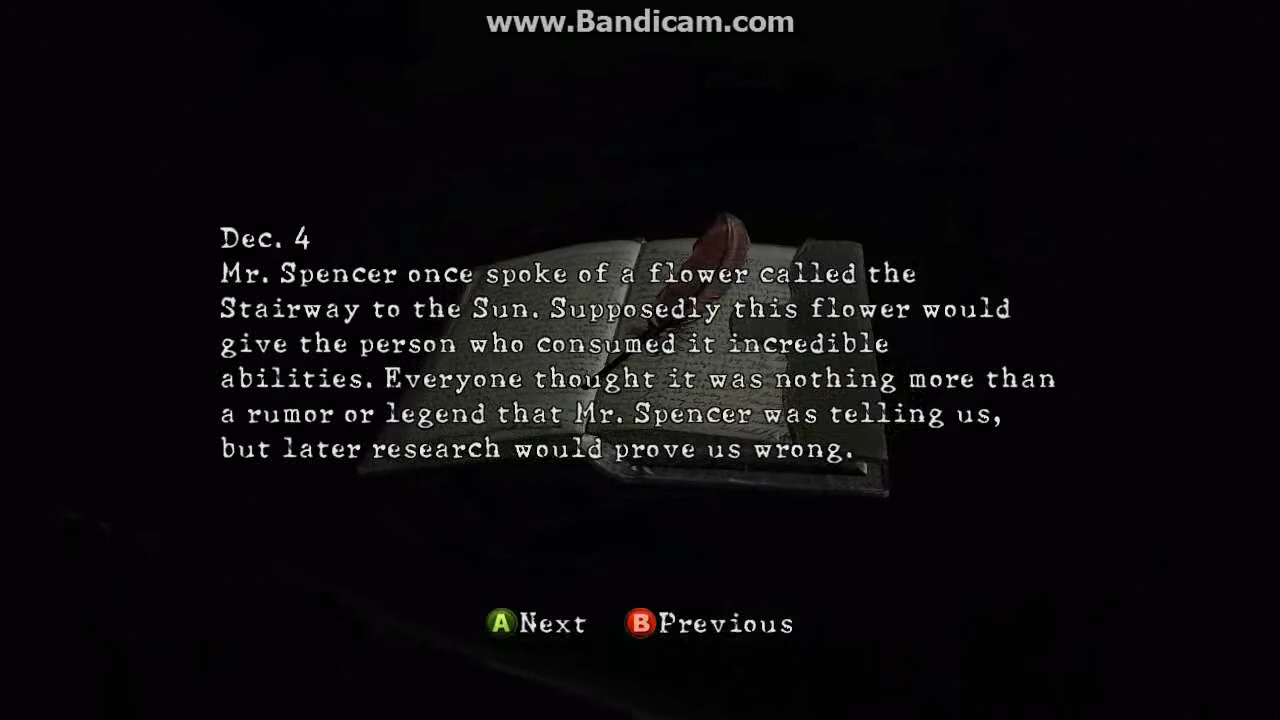 www.Bandicam.com
Dec. 4
Mr. Spencer once spoke of a flower called the
Stairway to the Sun. Supposedly this flower would
give the person who consumed it incredible
abilities. Everyone thought it was nothing more than
a rumor or legend that Mr. Spencer was telling us,
but later research would prove us wrong.
A Next B Previous